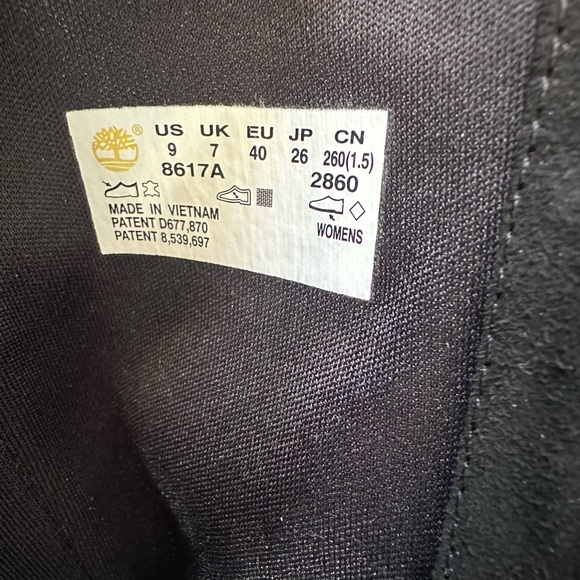 ® US UK EU JP CN
9 7 40 26 260(1.5)
8617A 2860
MADE IN VIETNAM
PATENT D677,870
PATENT 8,539,697
WOMENS